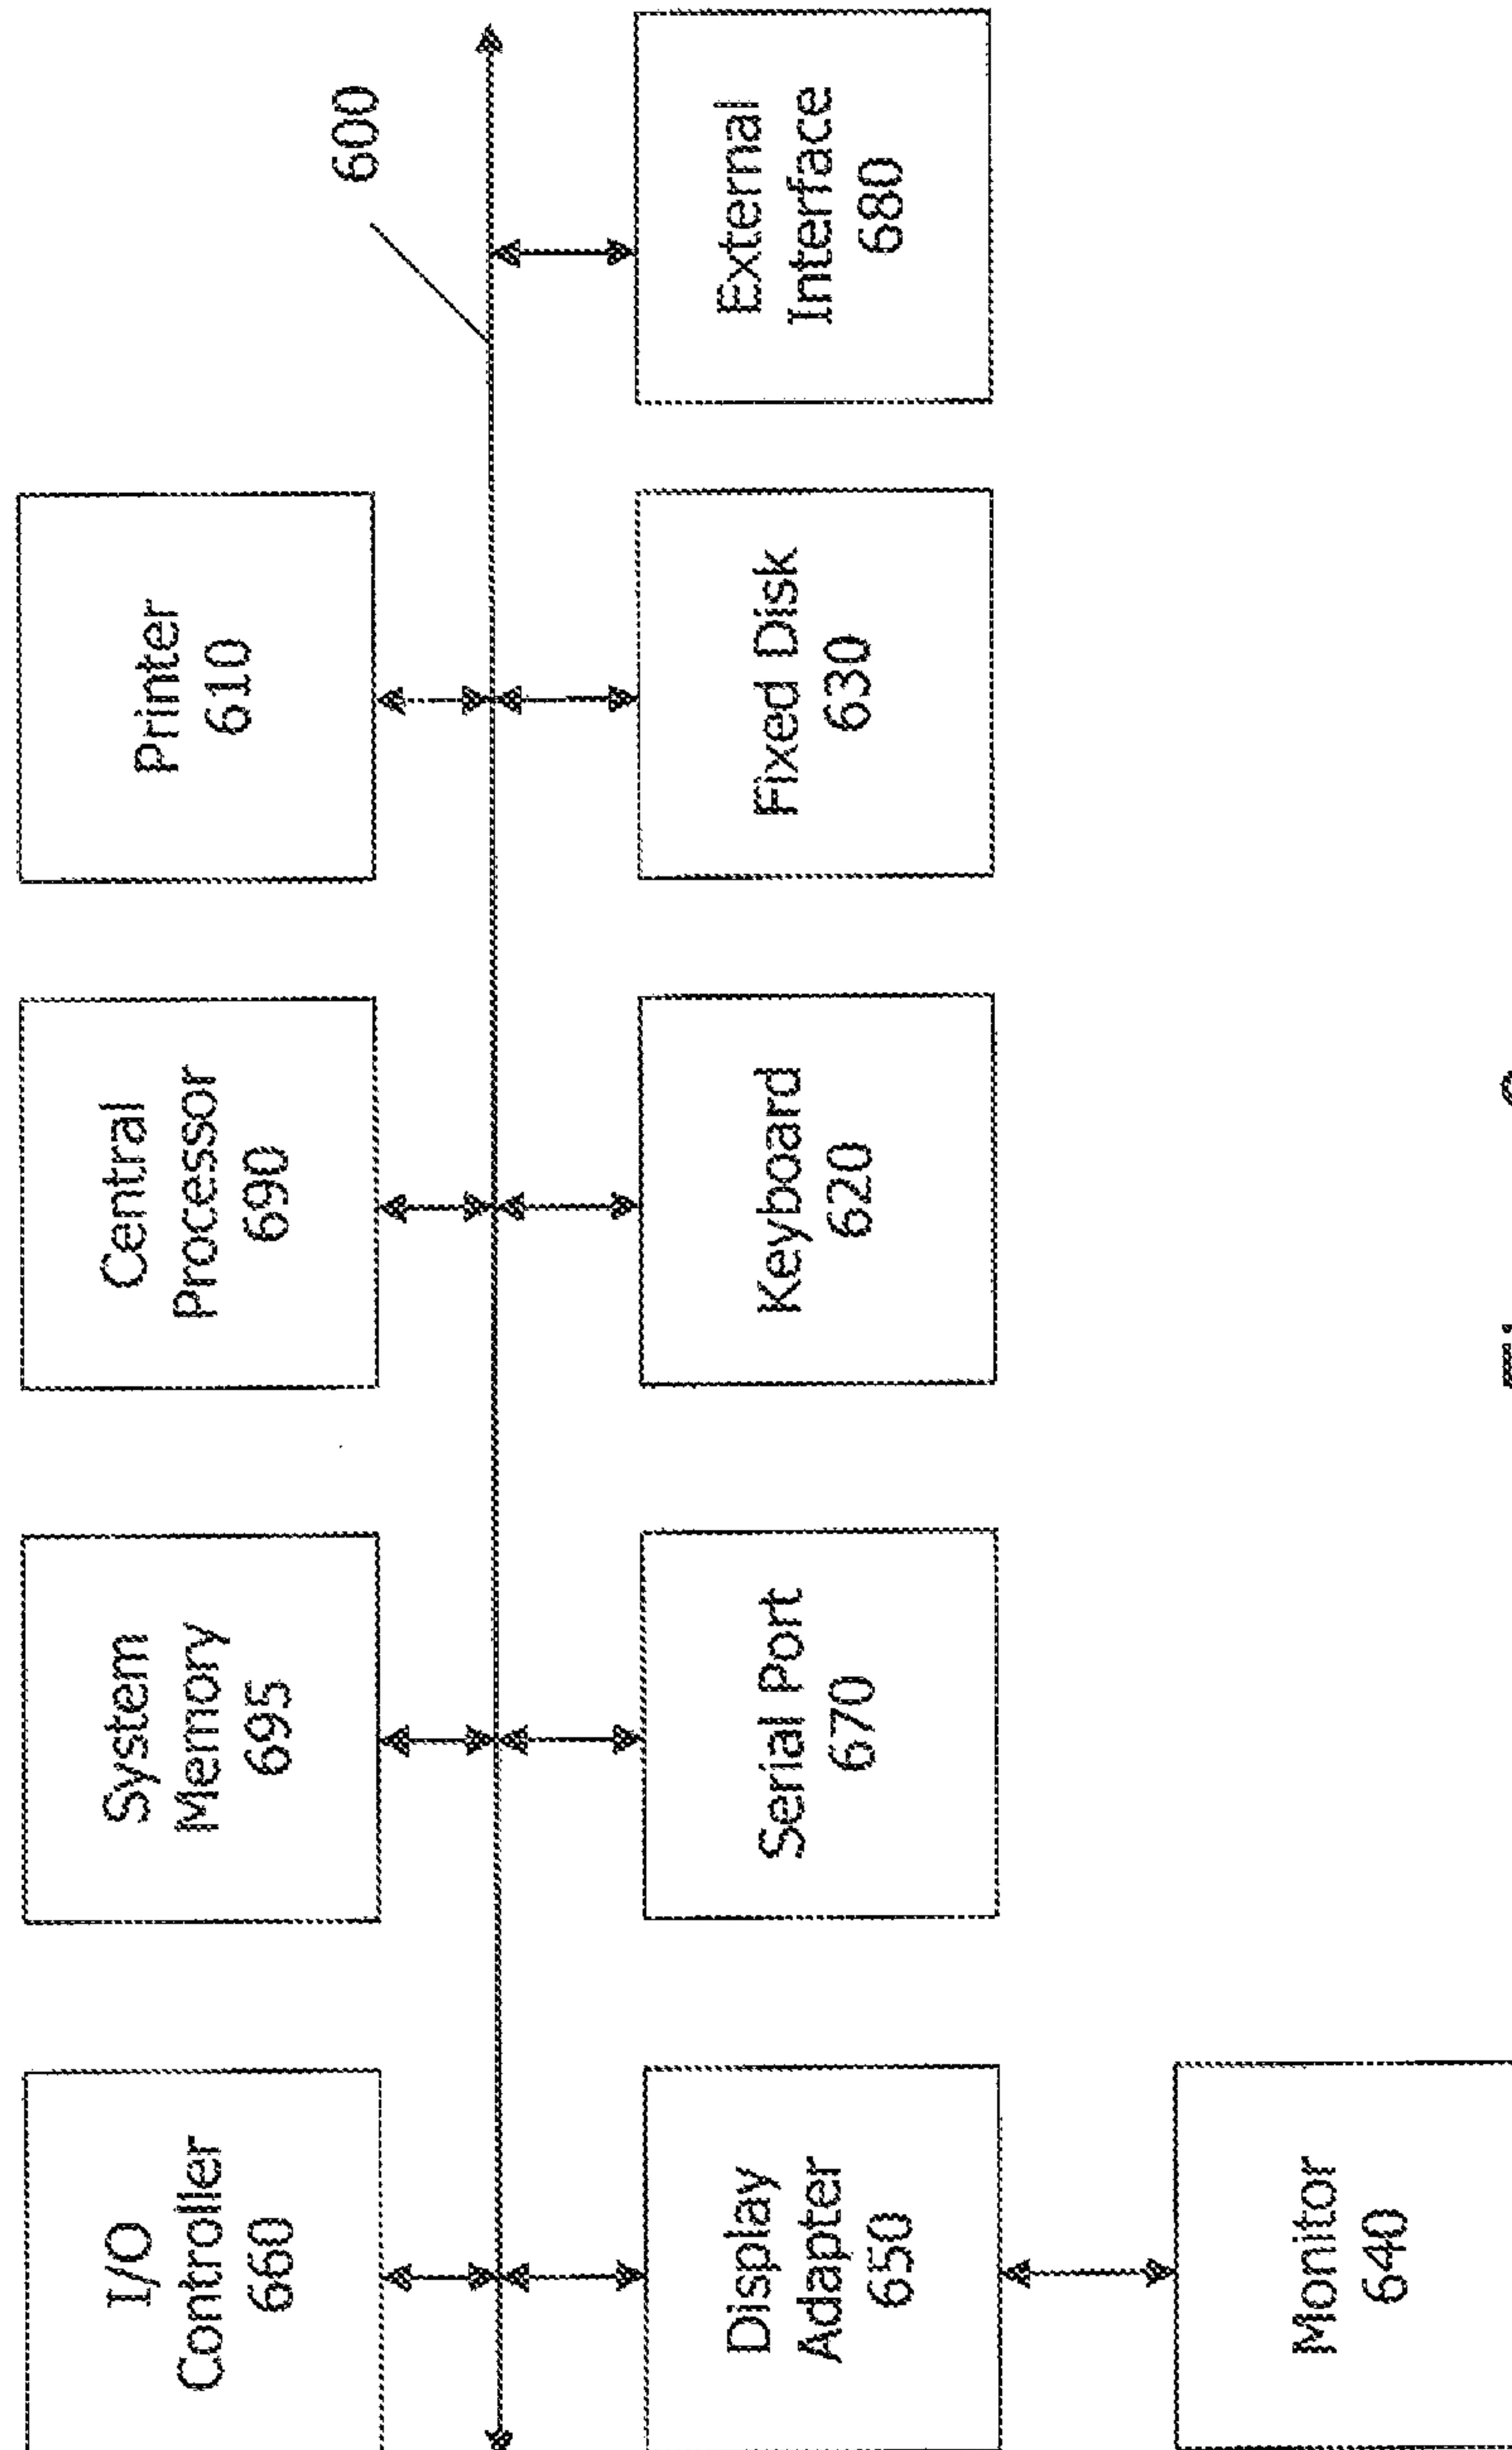 I/O
Controller
660
System
Memory
695
Central
Processor
690
Printer
610
600
Display
Adapter
650
Serial Port
670
Keyboard
620
Fixed Disk
630
External
Interface
680
Monitor
640